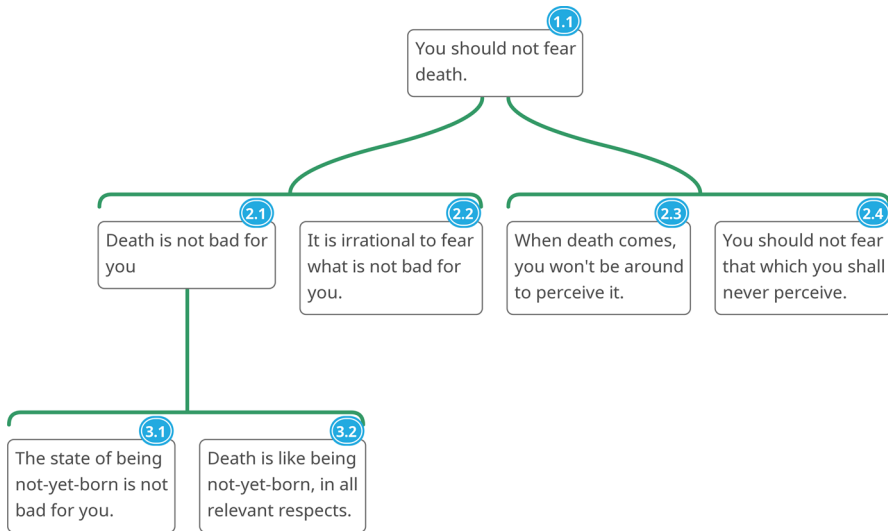 1.1
You should not fear
death.
2.1
Death is not bad for
you
2.2
It is irrational to fear
what is not bad for
you.
2.3
When death comes,
you won't be around
to perceive it.
2.4
You should not fear
that which you shall
never perceive.
3.1
The state of being
not-yet-born is not
bad for you.
3.2
Death is like being
not-yet-born, in all
relevant respects.